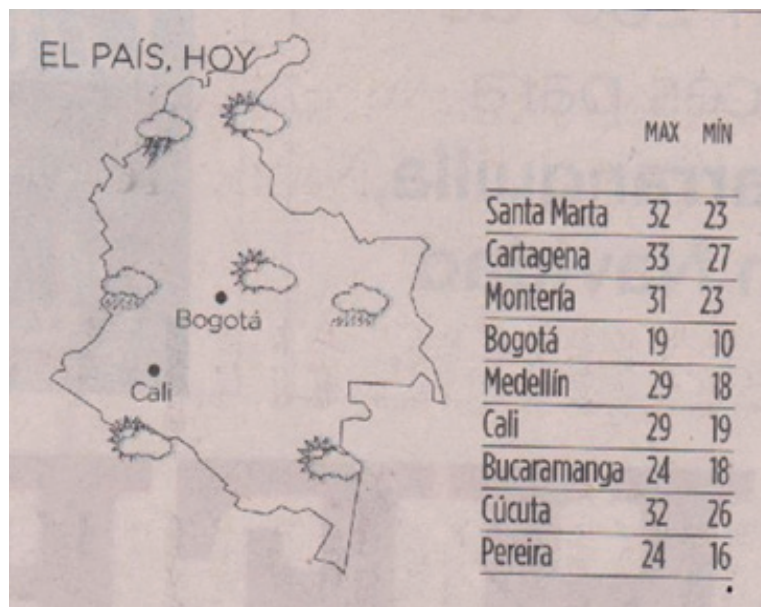 EL PAÍS, HOY
Bogotá
Cali
MAX MÍN
Santa Marta 32 23
Cartagena 33 27
Montería 31 23
Bogotá 19 10
Medellín 29 18
Cali 29 19
Bucaramanga 24 18
Cúcuta 32 26
Pereira 24 16